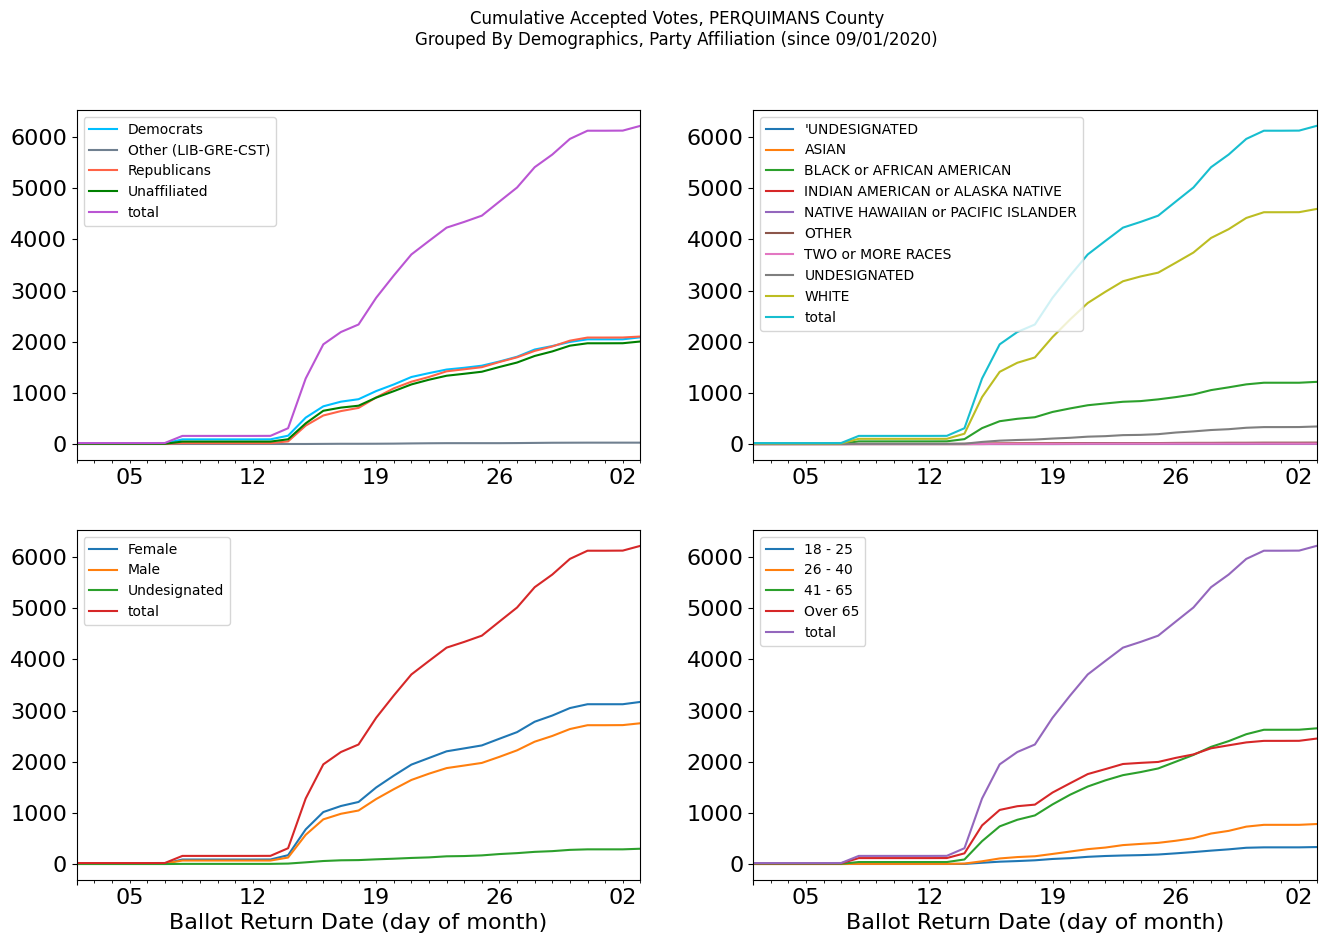 Cumulative Accepted Votes, PERQUIMANS County
Grouped By Demographics, Party Affiliation (since 09/01/2020)
6000
5000
4000
3000
2000
1000
0
Democrats
Other (LIB-GRE-CST)
Republicans
Unaffiliated
total
05 12 19 26 02
6000
5000
4000
3000
2000
1000
0
'UNDESIGNATED
ASIAN
BLACK or AFRICAN AMERICAN
INDIAN AMERICAN or ALASKA NATIVE
NATIVE HAWAIIAN or PACIFIC ISLANDER
OTHER
TWO or MORE RACES
UNDESIGNATED
WHITE
total
05 12 19 26 02
6000
5000
4000
3000
2000
1000
0
Female
Male
Undesignated
total
05 12 19 26 02
Ballot Return Date (day of month)
6000
5000
4000
3000
2000
1000
0
18 - 25
26 - 40
41 - 65
Over 65
total
05 12 19 26 02
Ballot Return Date (day of month)